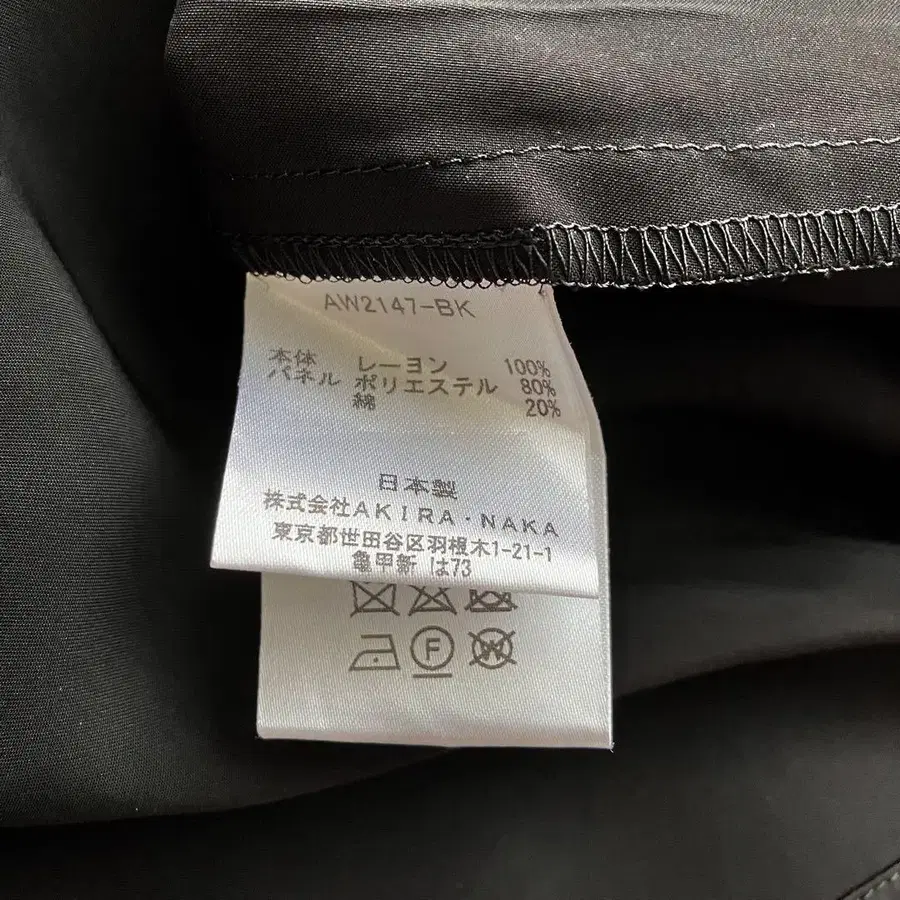 AW2147-BK
本体 レーヨン 100%
パネル ポリエステル 80%
綿 20%
日本製
株式会社AKIRA・NAKA
東京都世田谷区羽根木1-21-1
亀甲新 は73
F
W